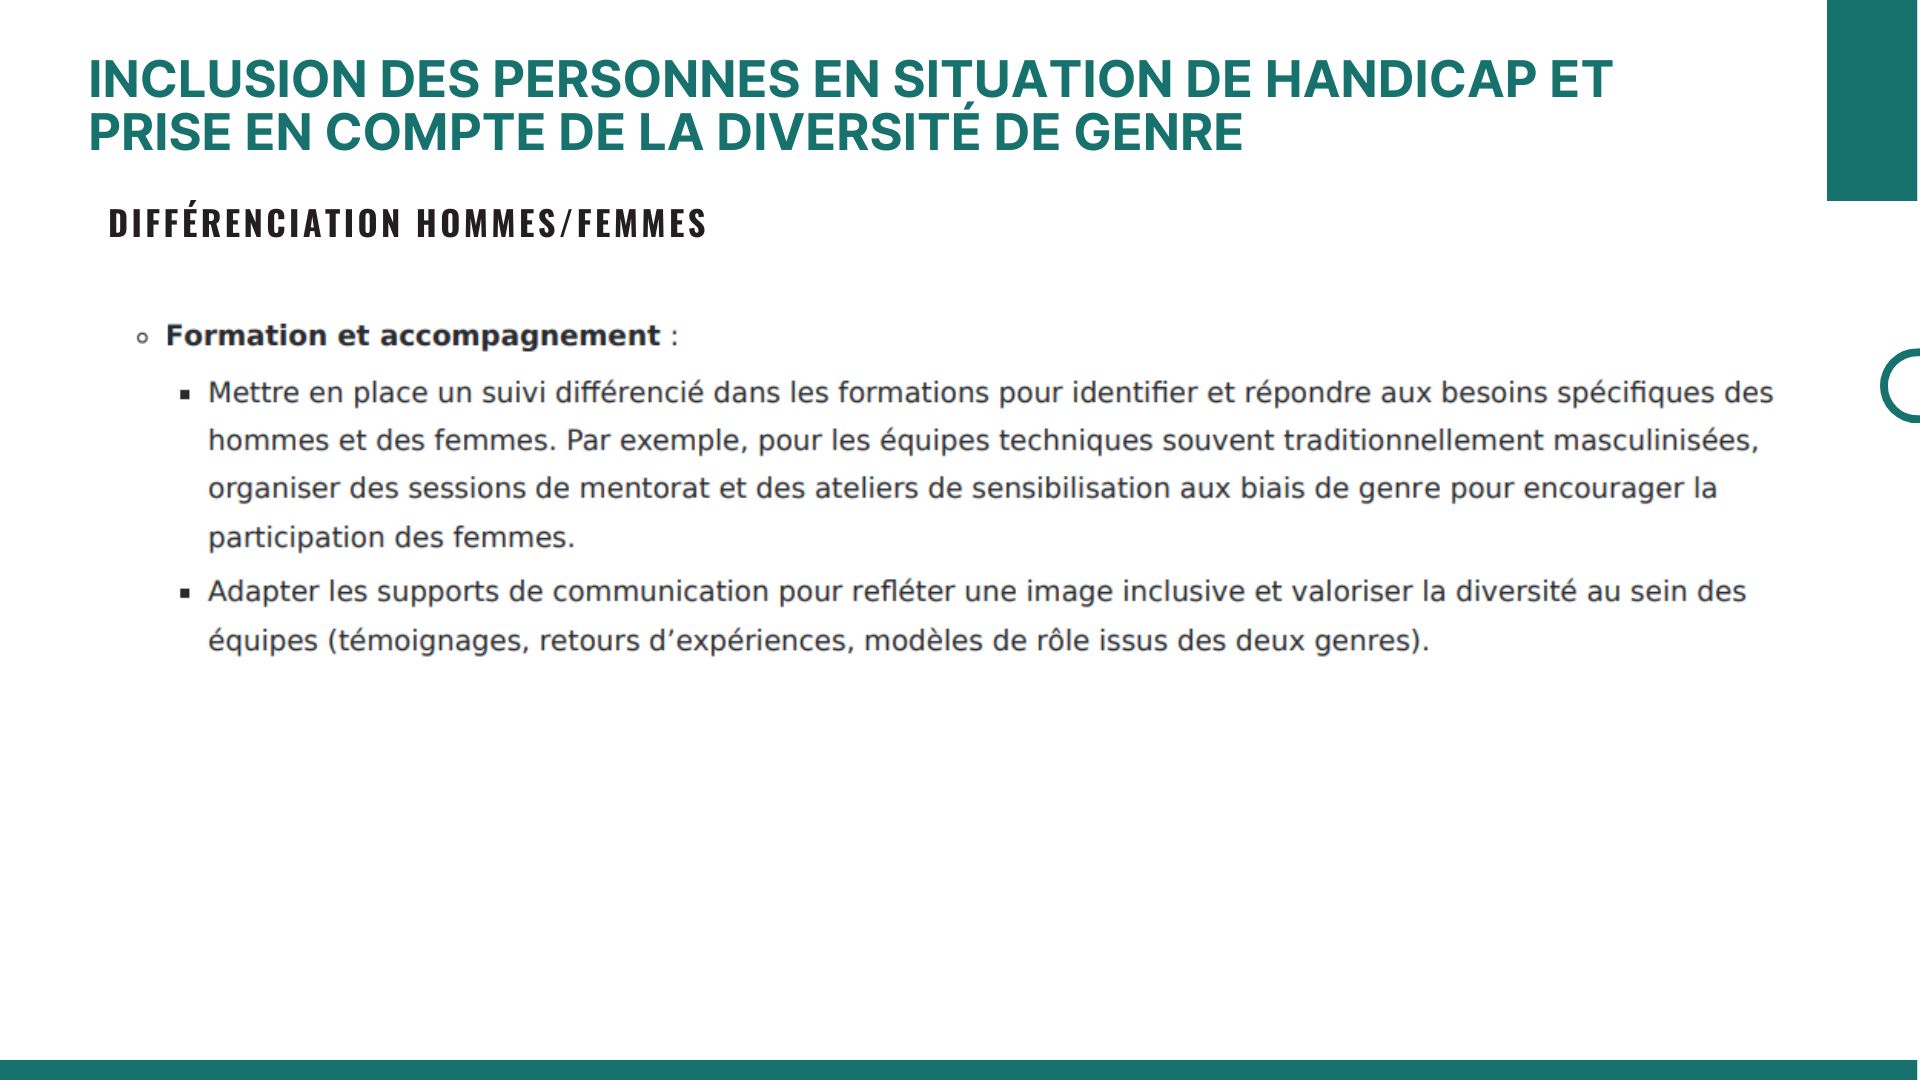 INCLUSION DES PERSONNES EN SITUATION DE HANDICAP ET
PRISE EN COMPTE DE LA DIVERSITÉ DE GENRE
DIFFÉRENCIATION HOMMES/FEMMES
Formation et accompagnement :
Mettre en place un suivi différencié dans les formations pour identifier et répondre aux besoins spécifiques des
hommes et des femmes. Par exemple, pour les équipes techniques souvent traditionnellement masculinisées,
organiser des sessions de mentorat et des ateliers de sensibilisation aux biais de genre pour encourager la
participation des femmes.
Adapter les supports de communication pour refléter une image inclusive et valoriser la diversité au sein des
équipes (témoignages, retours d’expériences, modèles de rôle issus des deux genres).